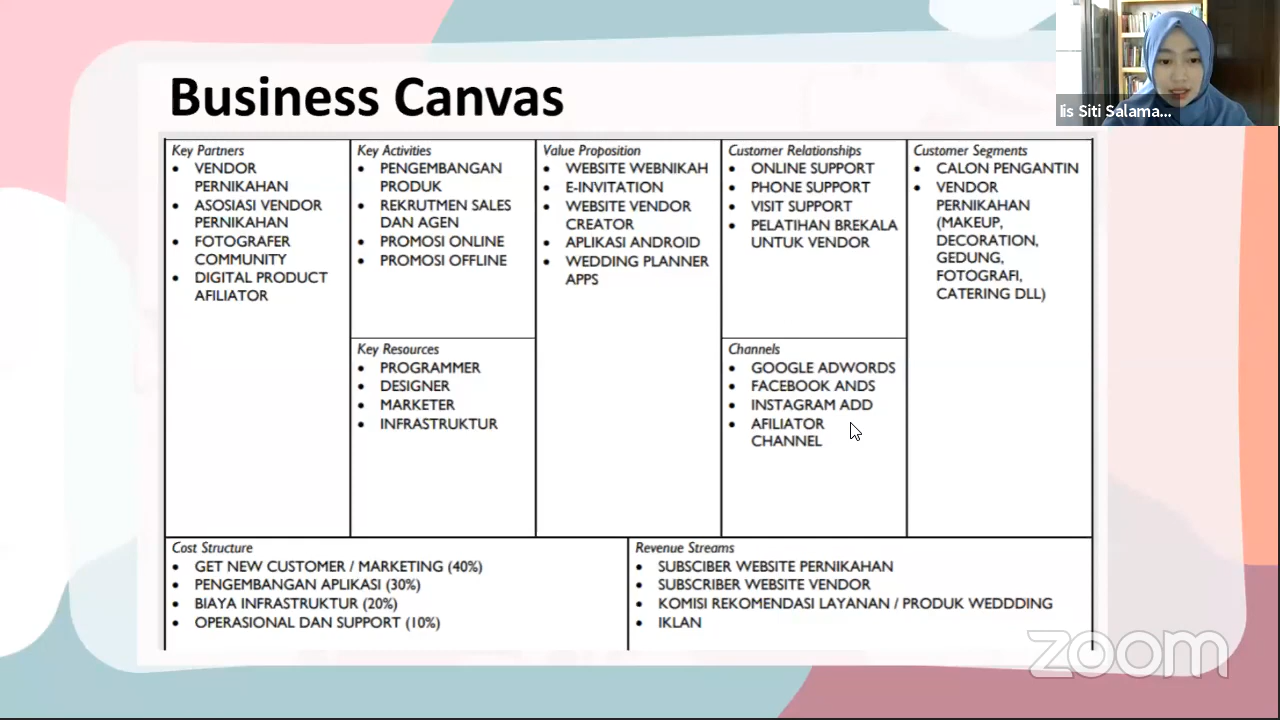 Business Canvas
Iis Siti Salama...
Key Partners
• VENDOR
PERNIKAHAN
• ASOSIASI VENDOR
PERNIKAHAN
• FOTOGRAFER
COMMUNITY
• DIGITAL PRODUCT
AFILIATOR
Key Activities
• PENGEMBANGAN
PRODUK
• REKRUTMEN SALES
DAN AGEN
• PROMOSI ONLINE
• PROMOSI OFFLINE
Key Resources
• PROGRAMMER
• DESIGNER
• MARKETER
• INFRASTRUKTUR
Value Proposition
• WEBSITE WEBNIKAH
• E-INVITATION
• WEBSITE VENDOR
CREATOR
• APLIKASI ANDROID
• WEDDING PLANNER
APPS
Customer Relationships
• ONLINE SUPPORT
• PHONE SUPPORT
• VISIT SUPPORT
• PELATIHAN BREKALA
UNTUK VENDOR
Channels
• GOOGLE ADWORDS
• FACEBOOK ANDS
• INSTAGRAM ADD
• AFILIATOR
CHANNEL
Customer Segments
• CALON PENGANTIN
• VENDOR
PERNIKAHAN
(MAKEUP,
DECORATION,
GEDUNG,
FOTOGRAFI,
CATERING DLL)
Cost Structure
• GET NEW CUSTOMER / MARKETING (40%)
• PENGEMBANGAN APLIKASI (30%)
• BIAYA INFRASTRUKTUR (20%)
• OPERASIONAL DAN SUPPORT (10%)
Revenue Streams
• SUBSCIBER WEBSITE PERNIKAHAN
• SUBSCRIBER WEBSITE VENDOR
• KOMISI REKOMENDASI LAYANAN / PRODUK WEDDDING
• IKLAN
zoom